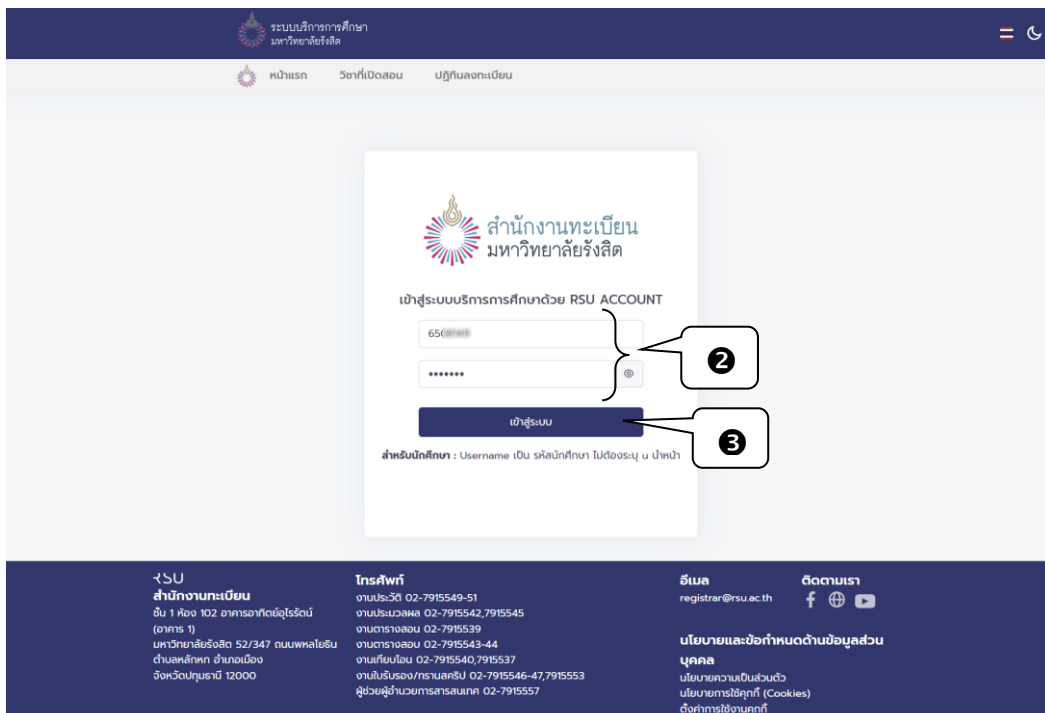 ระบบบริการการศึกษา
มหาวิทยาลัยรังสิต
หน้าแรก วิชาที่เปิดสอน ปฏิทินลงทะเบียน
สำนักงานทะเบียน
มหาวิทยาลัยรังสิต
เข้าสู่ระบบบริการการศึกษาด้วย RSU ACCOUNT
650
•••••••
❷
เข้าสู่ระบบ
❸
สำหรับนักศึกษา : Username เป็น รหัสนักศึกษา ไม่ต้องระบุ u นำหน้า
RSU
สำนักงานทะเบียน
ชั้น 1 ห้อง 102 อาคารอาทิตย์อุไรรัตน์
(อาคาร 1)
มหาวิทยาลัยรังสิต 52/347 ถนนพหลโยธิน
ตำบลหลักหก อำเภอเมือง
จังหวัดปทุมธานี 12000
โทรศัพท์
งานประวัติ 02-7915549-51
งานประมวลผล 02-7915542,7915545
งานตารางสอน 02-7915539
งานตารางสอบ 02-7915543-44
งานเทียบโอน 02-7915540,7915537
งานใบรับรอง/ทรานสคริป 02-7915546-47,7915553
ผู้ช่วยผู้อำนวยการสารสนเทศ 02-7915557
อีเมล
registrar@rsu.ac.th
ติดตามเรา
นโยบายและข้อกำหนดด้านข้อมูลส่วน
บุคคล
นโยบายความเป็นส่วนตัว
นโยบายการใช้คุกกี้ (Cookies)
ตั้งค่าการใช้งานคุกกี้